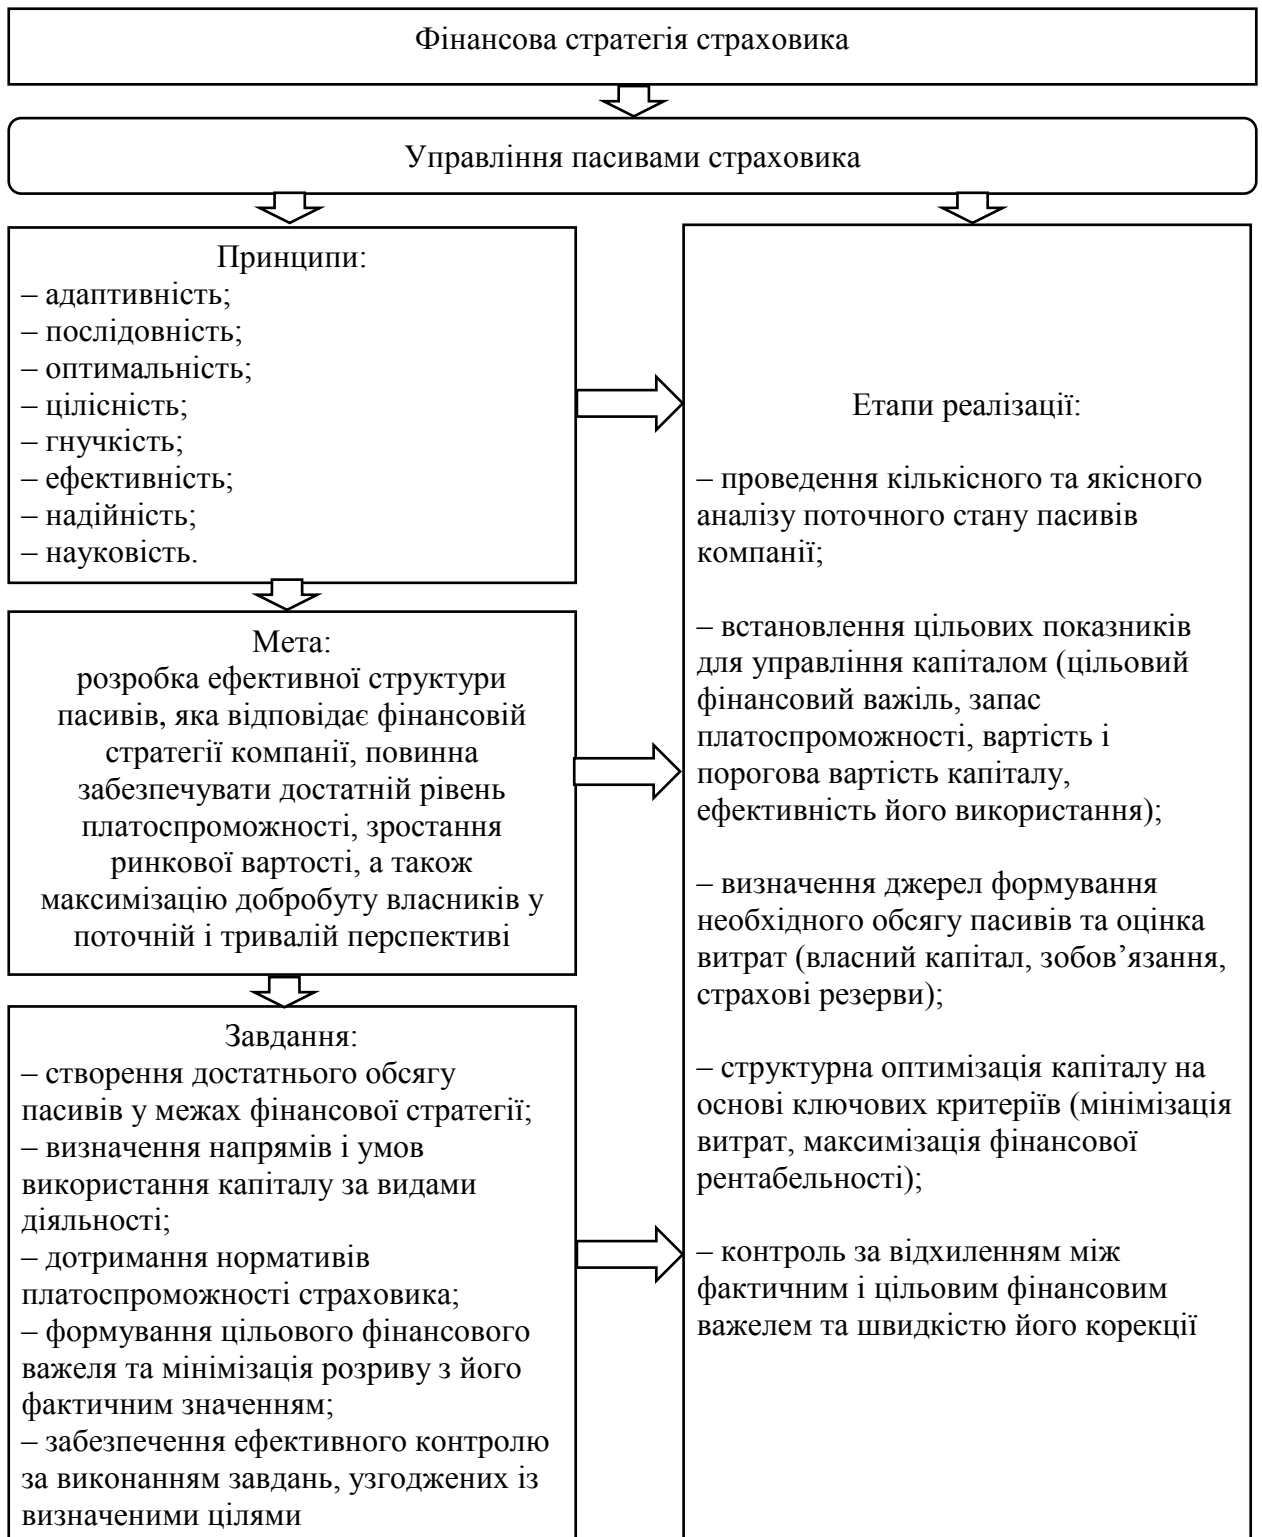 Фінансова стратегія страховика
Управління пасивами страховика
Принципи:
– адаптивність;
– послідовність;
– оптимальність;
– цілісність;
– гнучкість;
– ефективність;
– надійність;
– науковість.
Мета:
розробка ефективної структури
пасивів, яка відповідає фінансовій
стратегії компанії, повинна
забезпечувати достатній рівень
платоспроможності, зростання
ринкової вартості, а також
максимізацію добробуту власників у
поточній і тривалій перспективі
Завдання:
– створення достатнього обсягу
пасивів у межах фінансової стратегії;
– визначення напрямів і умов
використання капіталу за видами
діяльності;
– дотримання нормативів
платоспроможності страховика;
– формування цільового фінансового
важеля та мінімізація розриву з його
фактичним значенням;
– забезпечення ефективного контролю
за виконанням завдань, узгоджених із
визначеними цілями
Етапи реалізації:
– проведення кількісного та якісного
аналізу поточного стану пасивів
компанії;
– встановлення цільових показників
для управління капіталом (цільовий
фінансовий важіль, запас
платоспроможності, вартість і
порогова вартість капіталу,
ефективність його використання);
– визначення джерел формування
необхідного обсягу пасивів та оцінка
витрат (власний капітал, зобов’язання,
страхові резерви);
– структурна оптимізація капіталу на
основі ключових критеріїв (мінімізація
витрат, максимізація фінансової
рентабельності);
– контроль за відхиленням між
фактичним і цільовим фінансовим
важелем та швидкістю його корекції